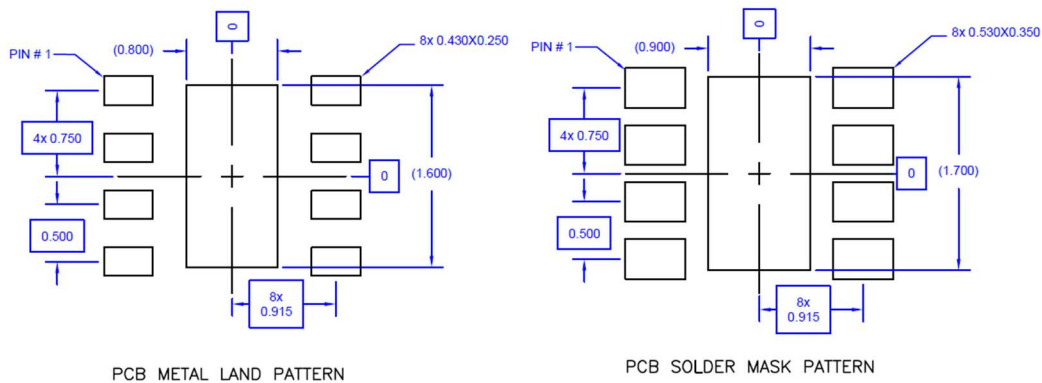 0
(0.800)
PIN # 1
8x 0.430X0.250
4x 0.750
0
(1.600)
0.500
8x
0.915
PCB METAL LAND PATTERN
0
(0.900)
PIN # 1
8x 0.530X0.350
4x 0.750
0
(1.700)
0.500
8x
0.915
PCB SOLDER MASK PATTERN